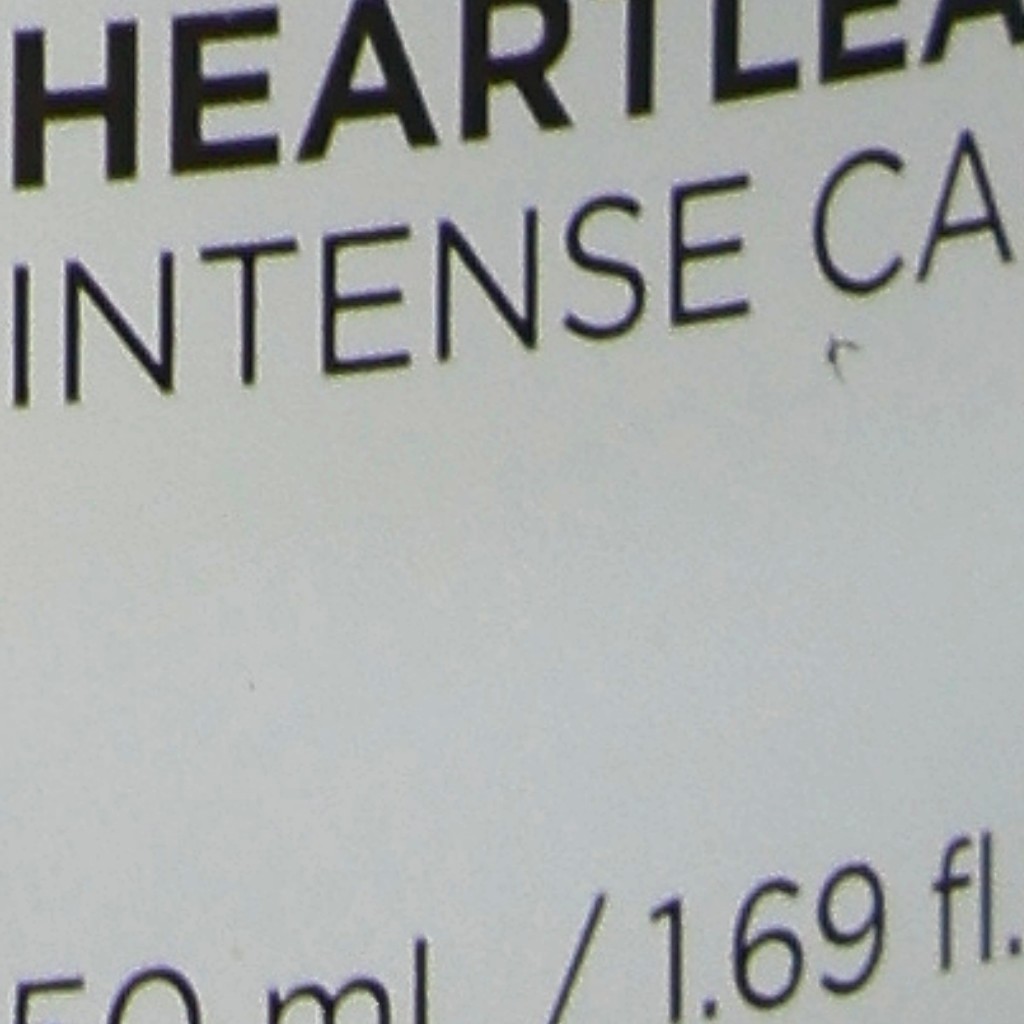 HEARTLEA
INTENSE CA
50 ml / 1.69 fl.